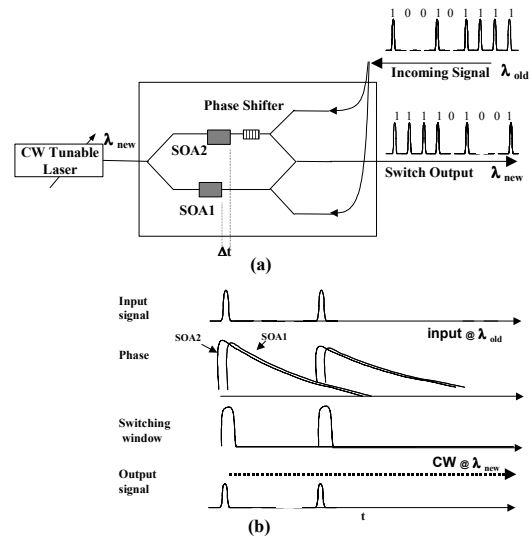 1 0 0 1 0 1 1 1 1
(a)
Phase Shifter
Incoming Signal λ old
1 1 1 1 0 1 0 0 1
λ new
SOA2
CW Tunable
Laser
Switch Output λ new
SOA1
Δt
(a)
Input
signal
input @ λ old
Phase
SOA2
SOA1
Switching
window
CW @ λ new
Output
signal
t
(b)